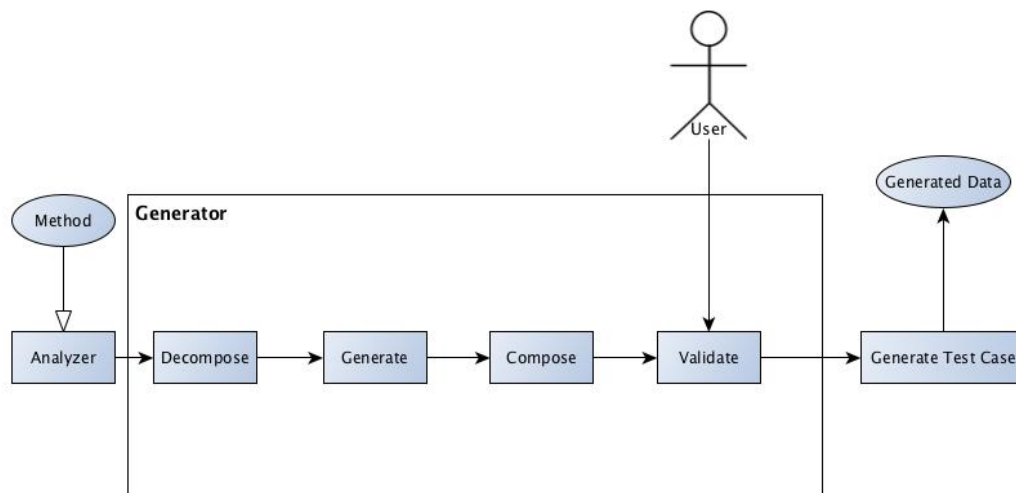 User
Generated Data
Method
Generator
Analyzer
Decompose
Generate
Compose
Validate
Generate Test Case